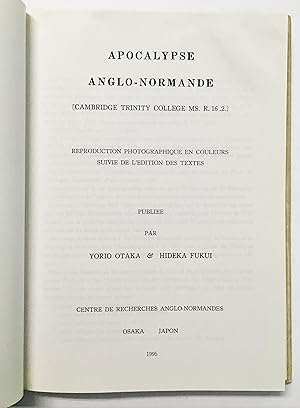 APOCALYPSE
ANGLO-NORMANDE
[CAMBRIDGE TRINITY COLLEGE MS. R. 16 .2.]
REPRODUCTION PHOTOGRAPHIQUE EN COULEURS
SUIVIE DE L'EDITION DES TEXTES
PUBLIEE
PAR
YORIO OTAKA & HIDEKA FUKUI
CENTRE DE RECHERCHES ANGLO-NORMANDES
OSAKA JAPON
1995